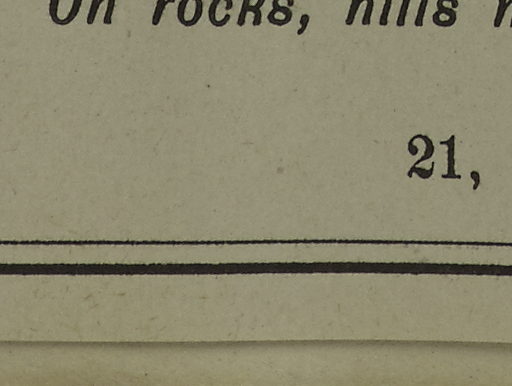 On rocks, hills
21,